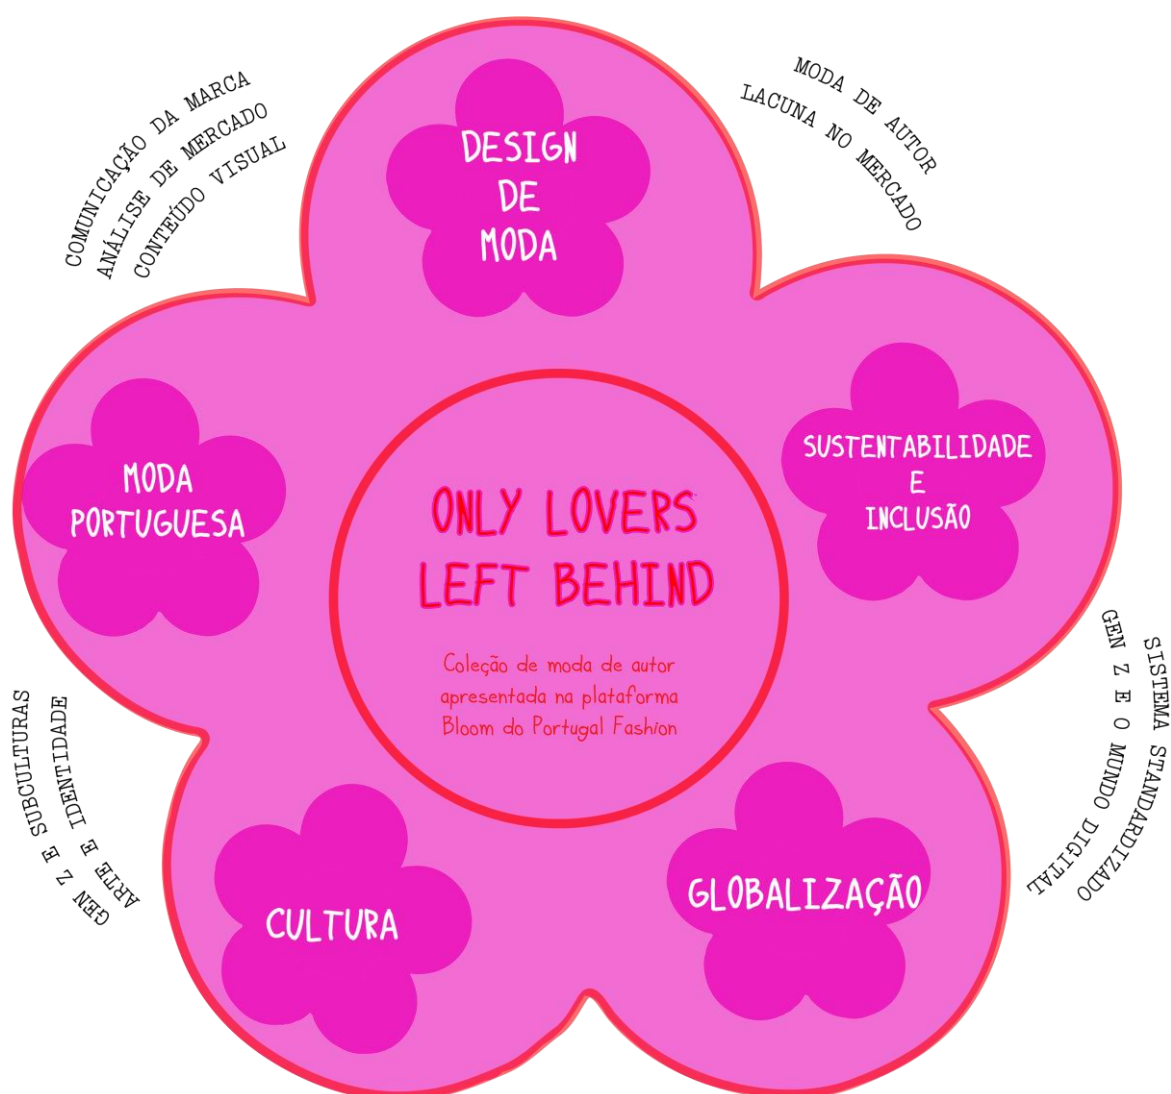 COMUNICAÇÃO DA MARCA
ANÁLISE DE MERCADO
CONTEÚDO VISUAL
MODA DE AUTOR
LACUNA NO MERCADO
DESIGN
DE
MODA
MODA
PORTUGUESA
SUSTENTABILIDADE
E
INCLUSÃO
ONLY LOVERS
LEFT BEHIND
Coleção de moda de autor
apresentada na plataforma
Bloom do Portugal Fashion
GEN Z E SUBCULTURAS
ARTE E IDENTIDADE
SISTEMA STANDARDIZADO
GEN Z E O MUNDO DIGITAL
CULTURA
GLOBALIZAÇÃO